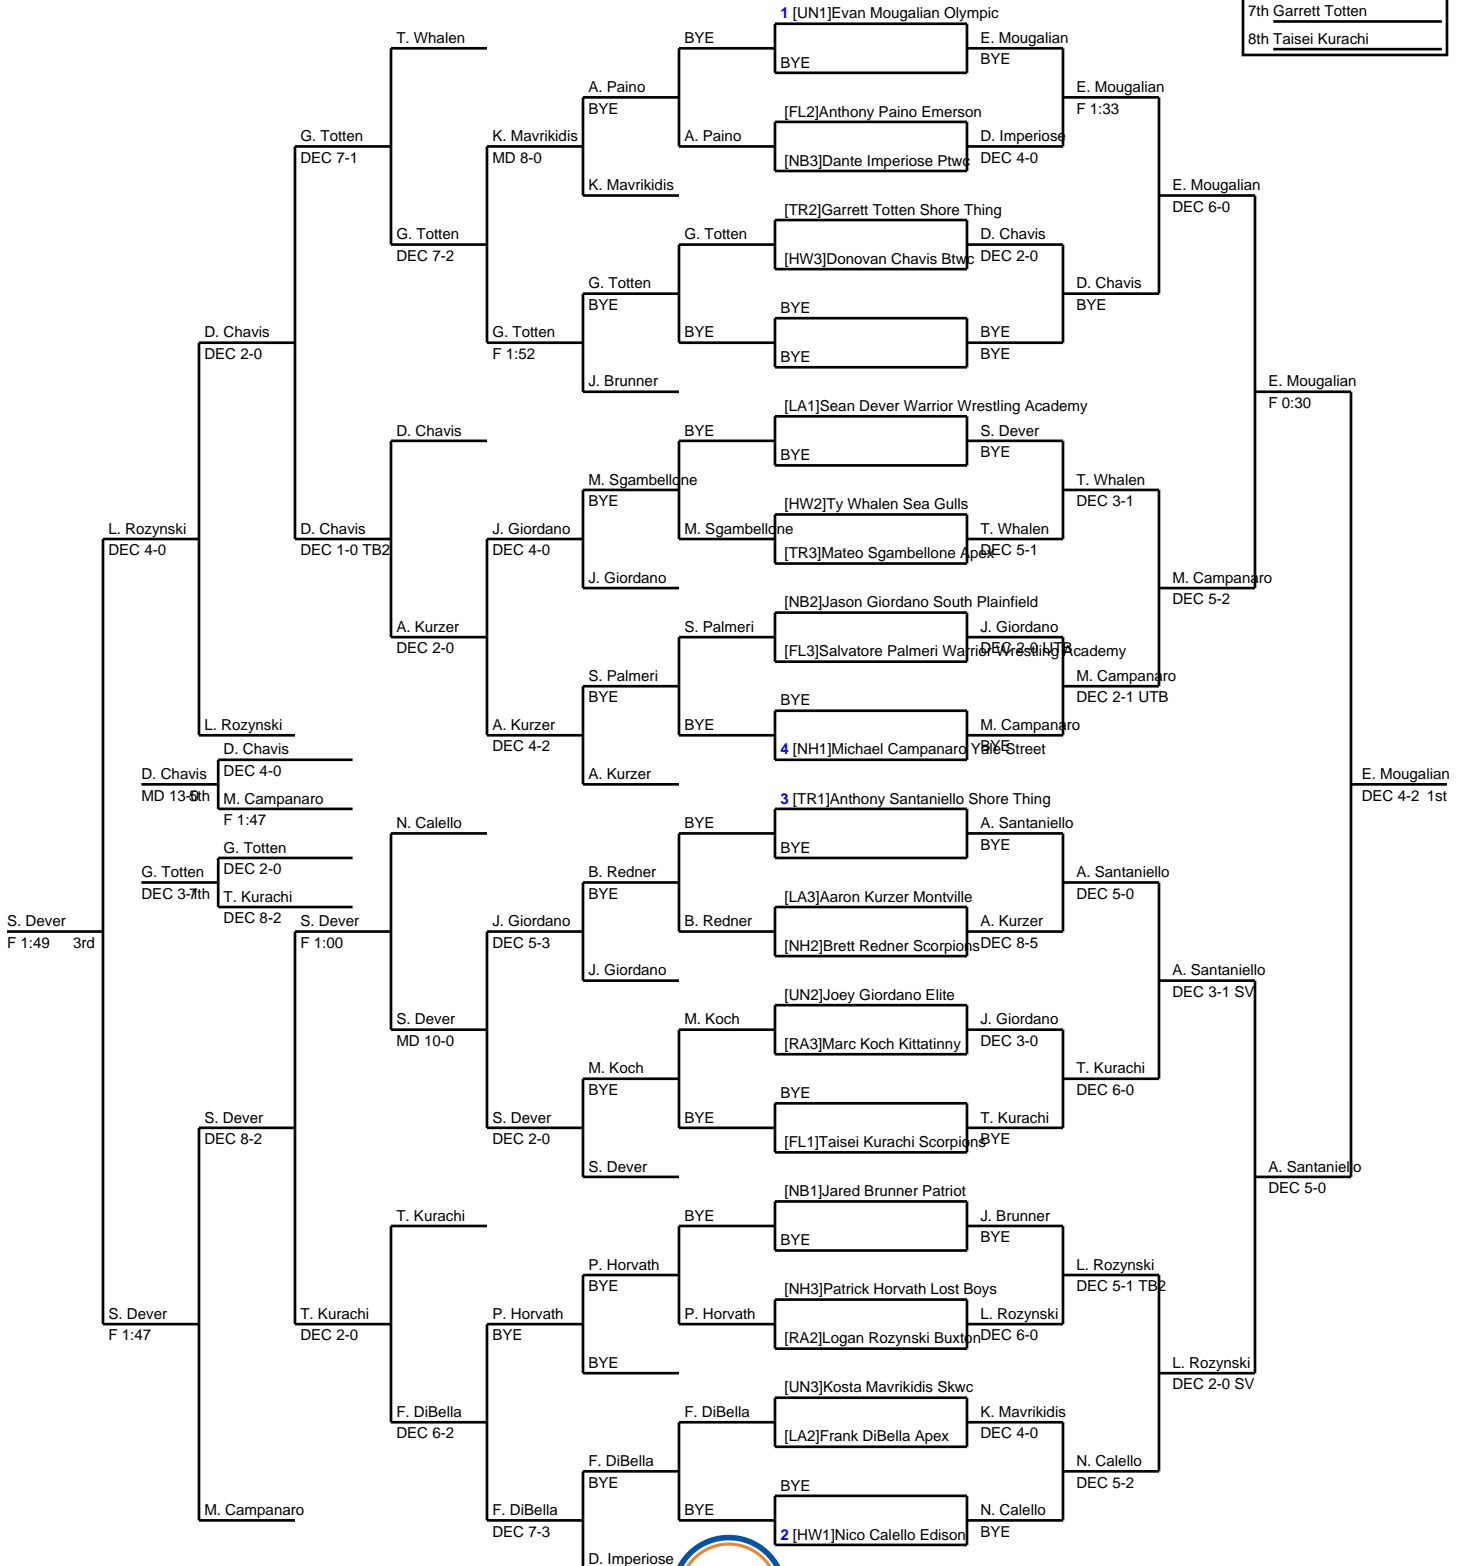 7th Garrett Totten
8th Taisei Kurachi
T. Whalen
G. Totten
DEC 7-1
G. Totten
DEC 7-2
D. Chavis
DEC 2-0
D. Chavis
A. Kurzer
DEC 2-0
D. Chavis
DEC 1-0 TB2
L. Rozynski
DEC 4-0
L. Rozynski
K. Mavrikidis
MD 8-0
G. Totten
F 1:52
J. Giordano
DEC 4-0
A. Kurzer
DEC 4-2
A. Paino
BYE
K. Mavrikidis
G. Totten
BYE
J. Brunner
M. Sgambellone
BYE
J. Giordano
S. Palmeri
BYE
A. Kurzer
BYE
A. Paino
G. Totten
BYE
BYE
M. Sgambellone
S. Palmeri
BYE
1 [UN1]Evan Mougalian Olympic
BYE
[FL2]Anthony Paino Emerson
[NB3]Dante Imperiose Ptwc
[TR2]Garrett Totten Shore Thing
[HW3]Donovan Chavis Btwc
BYE
BYE
[LA1]Sean Dever Warrior Wrestling Academy
BYE
[HW2]Ty Whalen Sea Gulls
[TR3]Mateo Sgambellone Apex
[NB2]Jason Giordano South Plainfield
[FL3]Salvatore Palmeri Warrior Wrestling Academy
BYE
4 [NH1]Michael Campanaro Yale Street
E. Mougalian
BYE
D. Imperiose
DEC 4-0
D. Chavis
DEC 2-0
BYE
BYE
S. Dever
BYE
T. Whalen
DEC 5-1
J. Giordano
DEC 2-0 UTB
M. Campanaro
BYE
E. Mougalian
F 1:33
D. Chavis
BYE
T. Whalen
DEC 3-1
M. Campanaro
DEC 2-1 UTB
E. Mougalian
DEC 6-0
M. Campanaro
DEC 5-2
E. Mougalian
F 0:30
E. Mougalian
DEC 4-2 1st
D. Chavis
DEC 4-0
D. Chavis
MD 13-0 5th
M. Campanaro
F 1:47
G. Totten
DEC 2-0
G. Totten
DEC 3-1 7th
T. Kurachi
DEC 8-2
S. Dever
F 1:49 3rd
N. Calello
S. Dever
F 1:00
S. Dever
MD 10-0
S. Dever
DEC 8-2
T. Kurachi
T. Kurachi
DEC 2-0
F. DiBella
DEC 6-2
S. Dever
F 1:47
M. Campanaro
J. Giordano
DEC 5-3
S. Dever
DEC 2-0
P. Horvath
BYE
F. DiBella
DEC 7-3
B. Redner
BYE
J. Giordano
M. Koch
BYE
S. Dever
P. Horvath
BYE
BYE
F. DiBella
BYE
D. Imperiose
BYE
B. Redner
M. Koch
BYE
BYE
P. Horvath
F. DiBella
BYE
3 [TR1]Anthony Santaniello Shore Thing
BYE
[LA3]Aaron Kurzer Montville
[NH2]Brett Redner Scorpions
[UN2]Joey Giordano Elite
[RA3]Marc Koch Kittatinny
BYE
[FL1]Taisei Kurachi Scorpions
[NB1]Jared Brunner Patriot
BYE
[NH3]Patrick Horvath Lost Boys
[RA2]Logan Rozynski Buxton
[UN3]Kosta Mavrikidis Skwc
[LA2]Frank DiBella Apex
BYE
2 [HW1]Nico Calello Edison
A. Santaniello
BYE
A. Kurzer
DEC 8-5
J. Giordano
DEC 3-0
T. Kurachi
BYE
J. Brunner
BYE
L. Rozynski
DEC 6-0
K. Mavrikidis
DEC 4-0
N. Calello
BYE
A. Santaniello
DEC 5-0
T. Kurachi
DEC 6-0
L. Rozynski
DEC 5-1 TB2
N. Calello
DEC 5-2
A. Santaniello
DEC 3-1 SV
L. Rozynski
DEC 2-0 SV
A. Santaniello
DEC 5-0